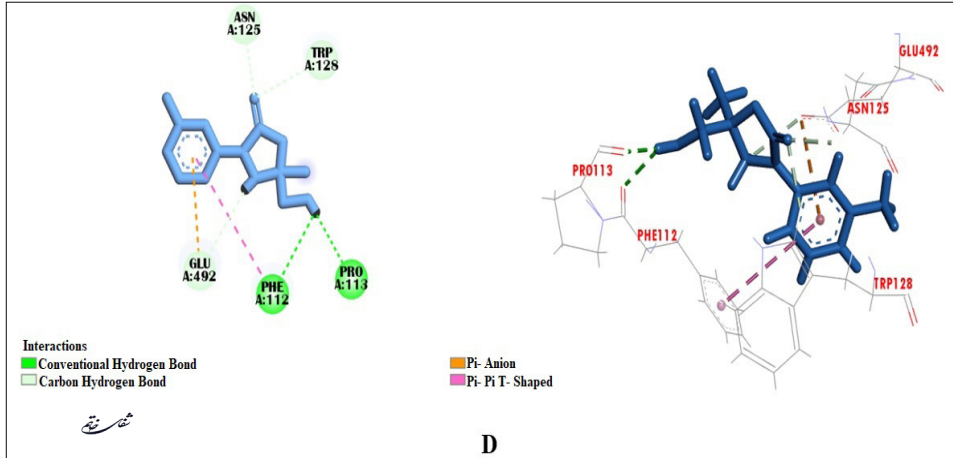 ASN
A:125
TRP
A:128
GLU
A:492
PHE
A:112
PRO
A:113
GLU492
ASN125
PRO113
PHE112
TRP128
Interactions
Conventional Hydrogen Bond
Carbon Hydrogen Bond
Pi- Anion
Pi- Pi T- Shaped
D